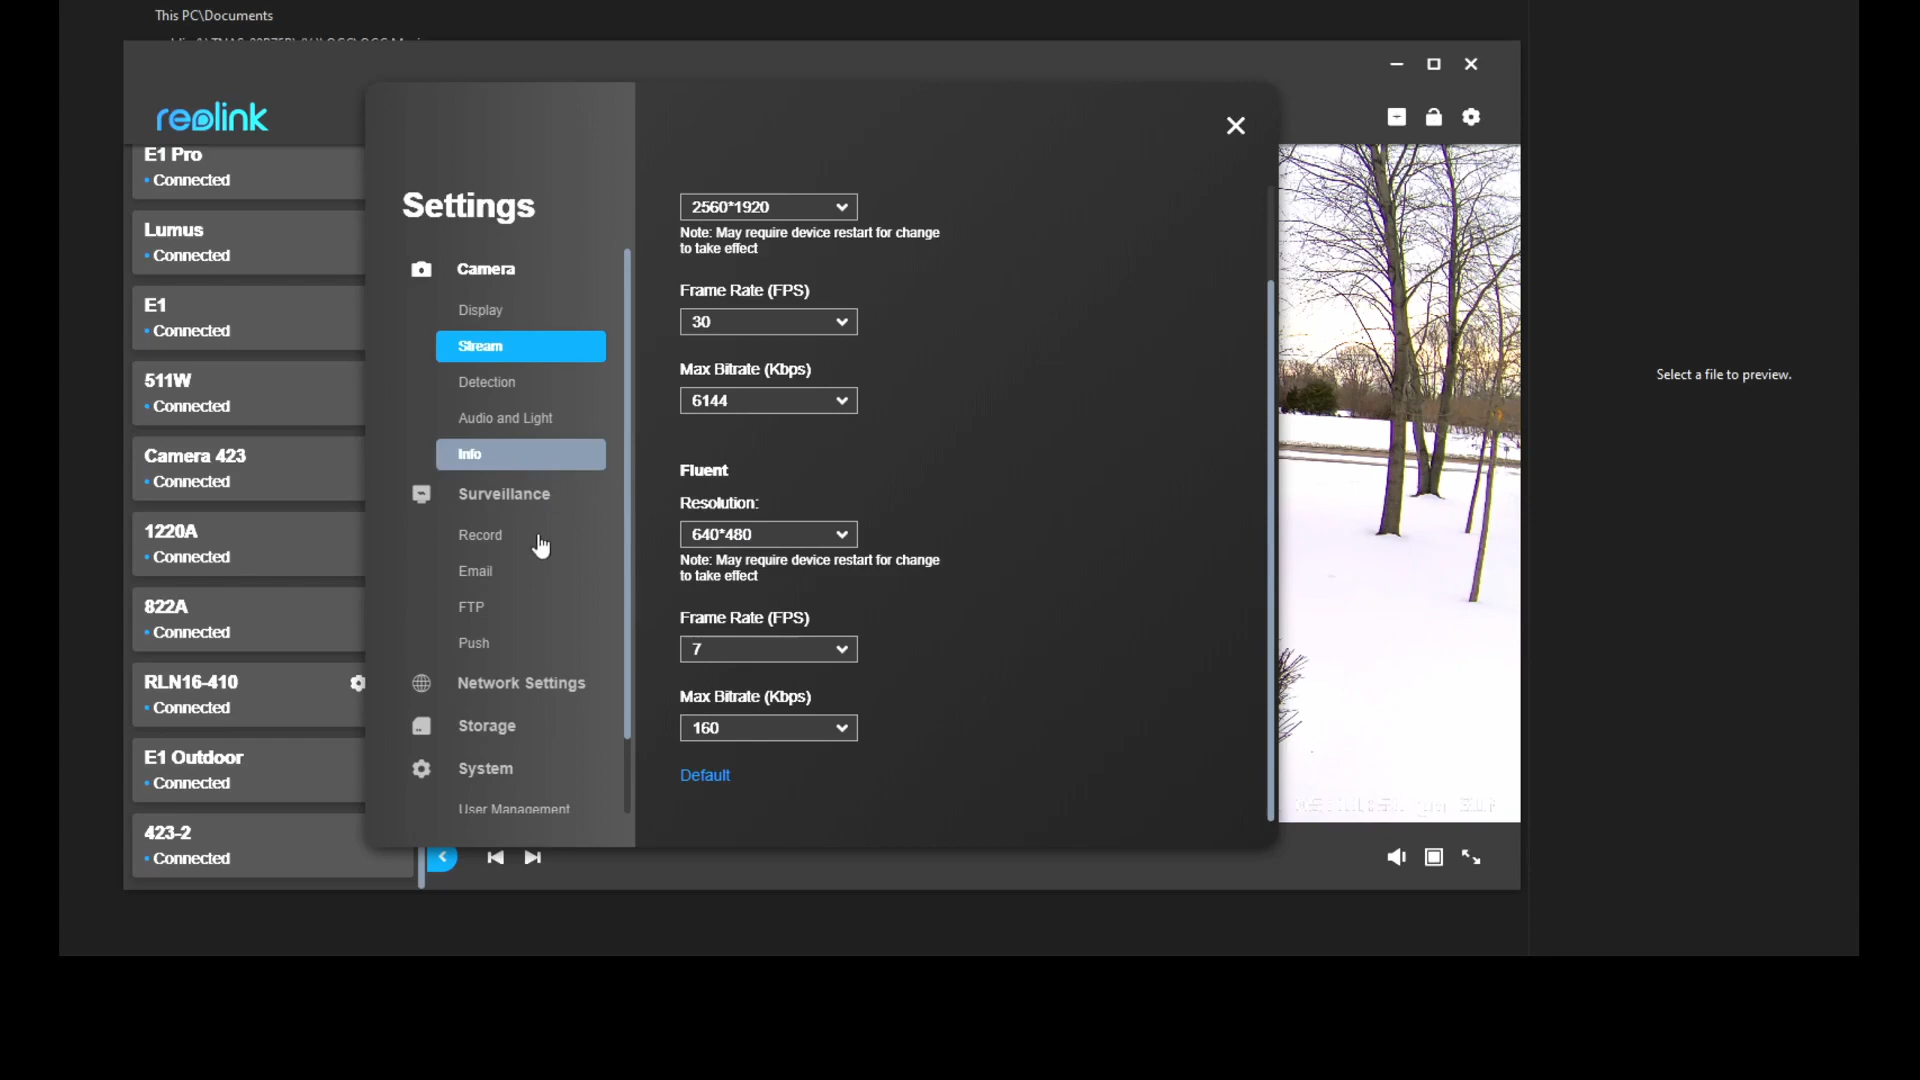 This PC\Documents
reolink
E1 Pro
Connected
Lumus
Connected
E1
Connected
511W
Connected
Camera 423
Connected
1220A
Connected
822A
Connected
RLN16-410
Connected
E1 Outdoor
Connected
423-2
Connected
Settings
Camera
Display
Stream
Detection
Audio and Light
Info
Surveillance
Record
Email
FTP
Push
Network Settings
Storage
System
User Management
2560*1920
Note: May require device restart for change
to take effect
Frame Rate (FPS)
30
Max Bitrate (Kbps)
6144
Fluent
Resolution:
640*480
Note: May require device restart for change
to take effect
Frame Rate (FPS)
7
Max Bitrate (Kbps)
160
Default
Select a file to preview.